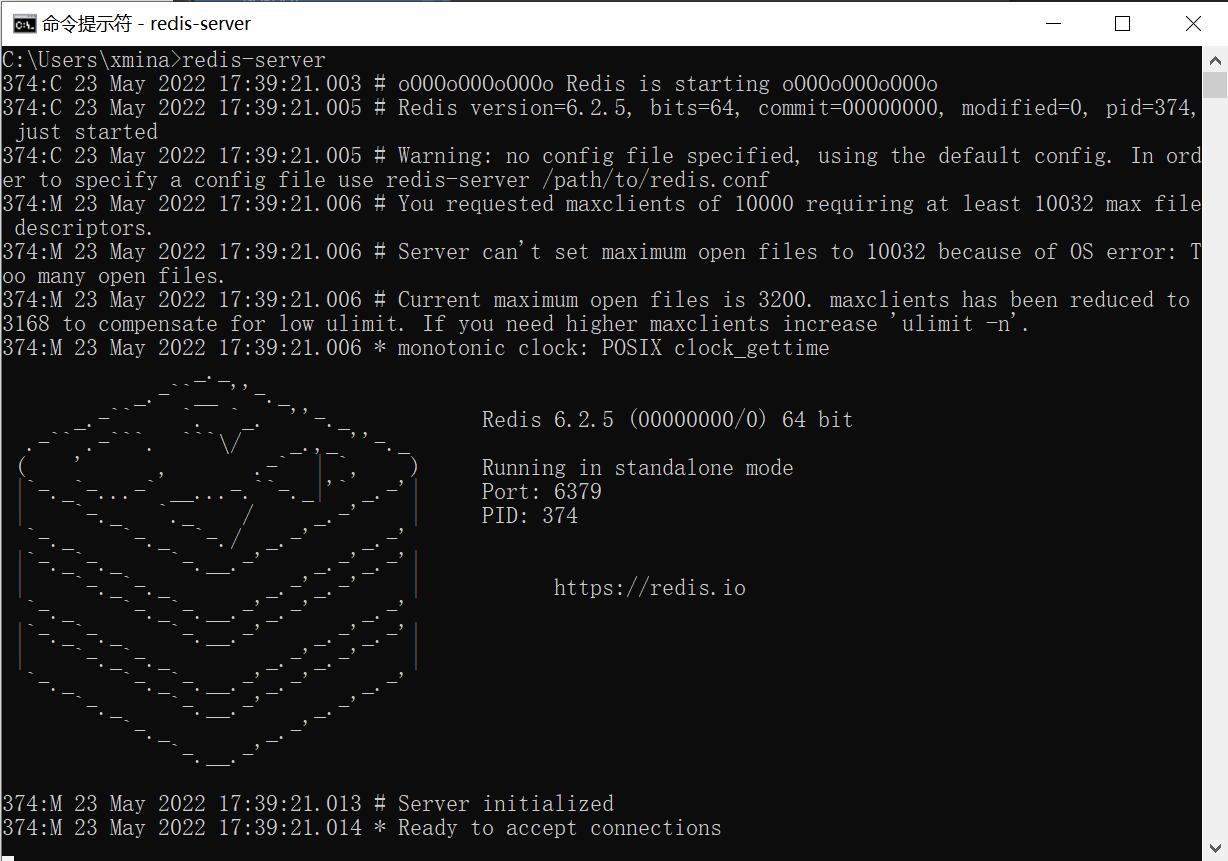 命令提示符 - redis-server
C:\Users\xmina>redis-server
374:C 23 May 2022 17:39:21.003 # oO0OoO0OoO0Oo Redis is starting oO0OoO0OoO0Oo
374:C 23 May 2022 17:39:21.005 # Redis version=6.2.5, bits=64, commit=00000000, modified=0, pid=374,
 just started
374:C 23 May 2022 17:39:21.005 # Warning: no config file specified, using the default config. In ord
er to specify a config file use redis-server /path/to/redis.conf
374:M 23 May 2022 17:39:21.006 # You requested maxclients of 10000 requiring at least 10032 max file
 descriptors.
374:M 23 May 2022 17:39:21.006 # Server can't set maximum open files to 10032 because of OS error: T
oo many open files.
374:M 23 May 2022 17:39:21.006 # Current maximum open files is 3200. maxclients has been reduced to
3168 to compensate for low ulimit. If you need higher maxclients increase 'ulimit -n'.
374:M 23 May 2022 17:39:21.006 * monotonic clock: POSIX clock_gettime
Redis 6.2.5 (00000000/0) 64 bit
Running in standalone mode
Port: 6379
PID: 374
https://redis.io
374:M 23 May 2022 17:39:21.013 # Server initialized
374:M 23 May 2022 17:39:21.014 * Ready to accept connections